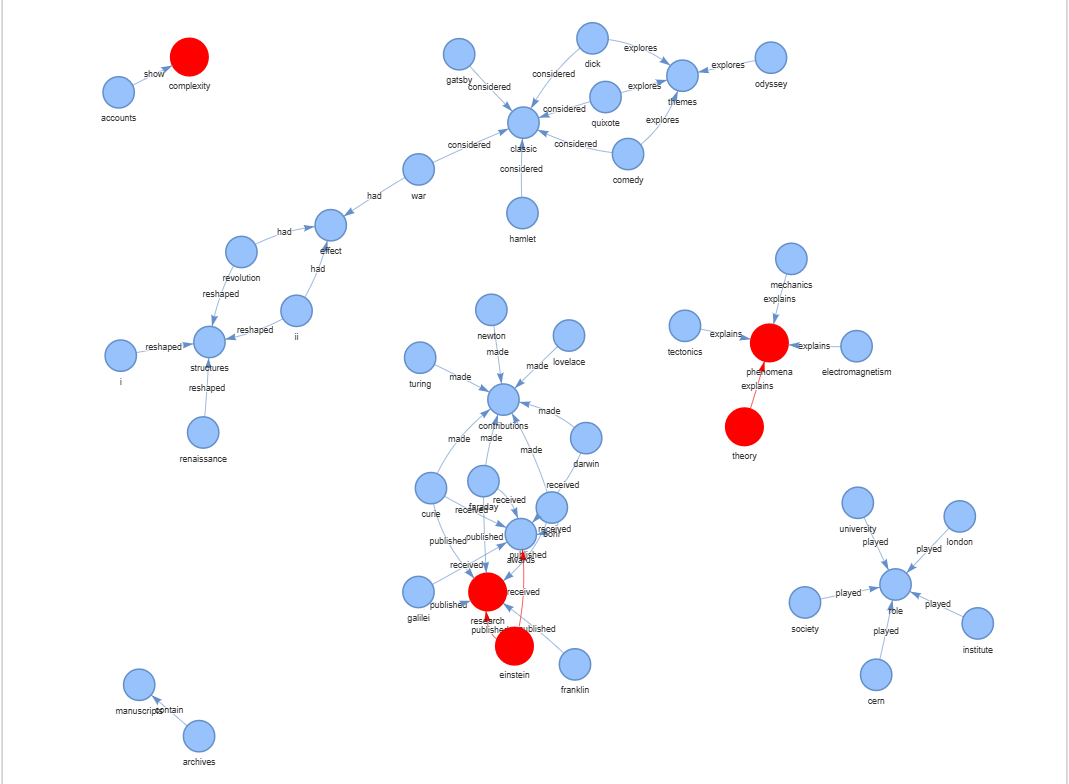 dick
explores
gatsby
considered
considered
explores
odyssey
show
complexity
explores
themes
accounts
considered
quixote
explores
considered
classic
considered
considered
comedy
war
had
hamlet
had
effect
had
revolution
mechanics
reshaped
explains
reshaped
ii
newton
explains
tectonics
reshaped
structures
made
lovelace
explains
electromagnetism
i
made
made
phenomena
reshaped
explains
made
contributions
renaissance
made
made
made
theory
darwin
received
received
curie
received
faraday
university
london
published
published
received
bohr
played
played
published
awards
received
received
played
played
galilei
published
research
society
role
published
published
played
institute
einstein
franklin
cern
manuscripts
contain
archives